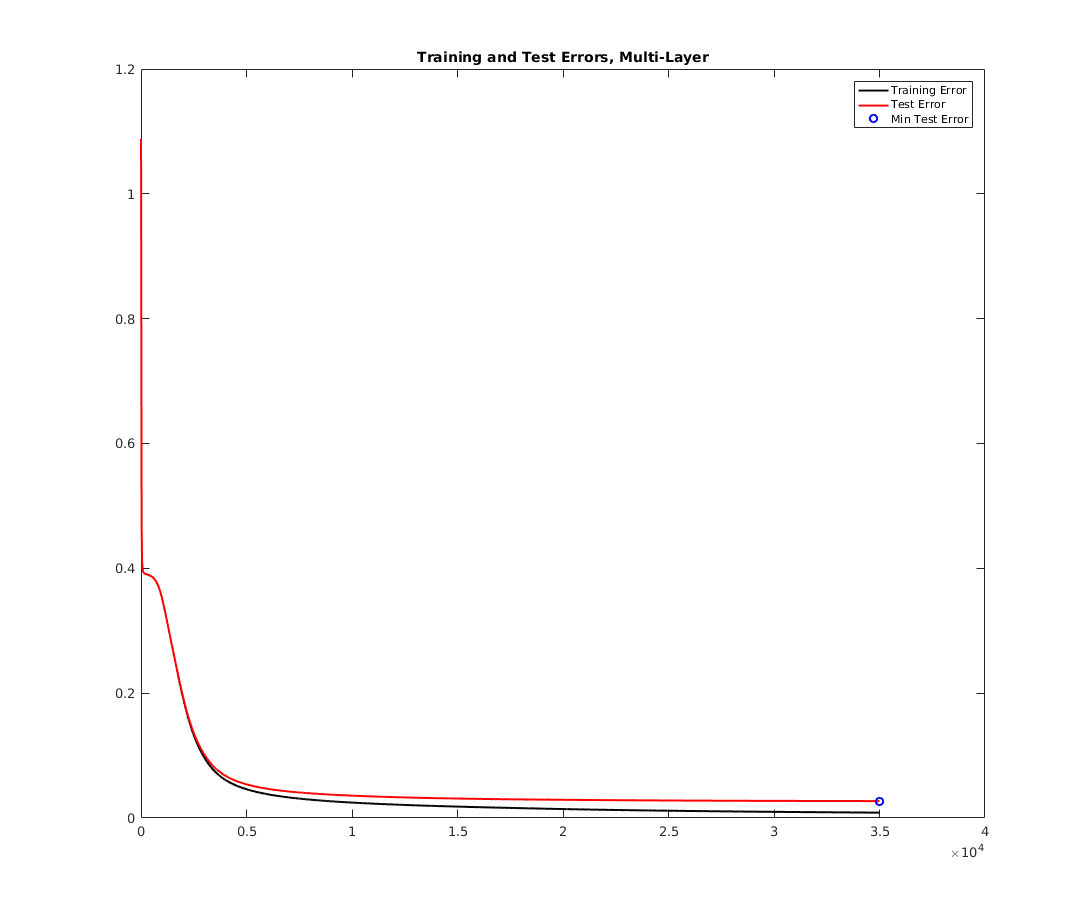 Training and Test Errors, Multi-Layer
1.2
1
0.8
0.6
0.4
0.2
0
Training Error
Test Error
Min Test Error
0 0.5 1 1.5 2 2.5 3 3.5 4
×10⁴